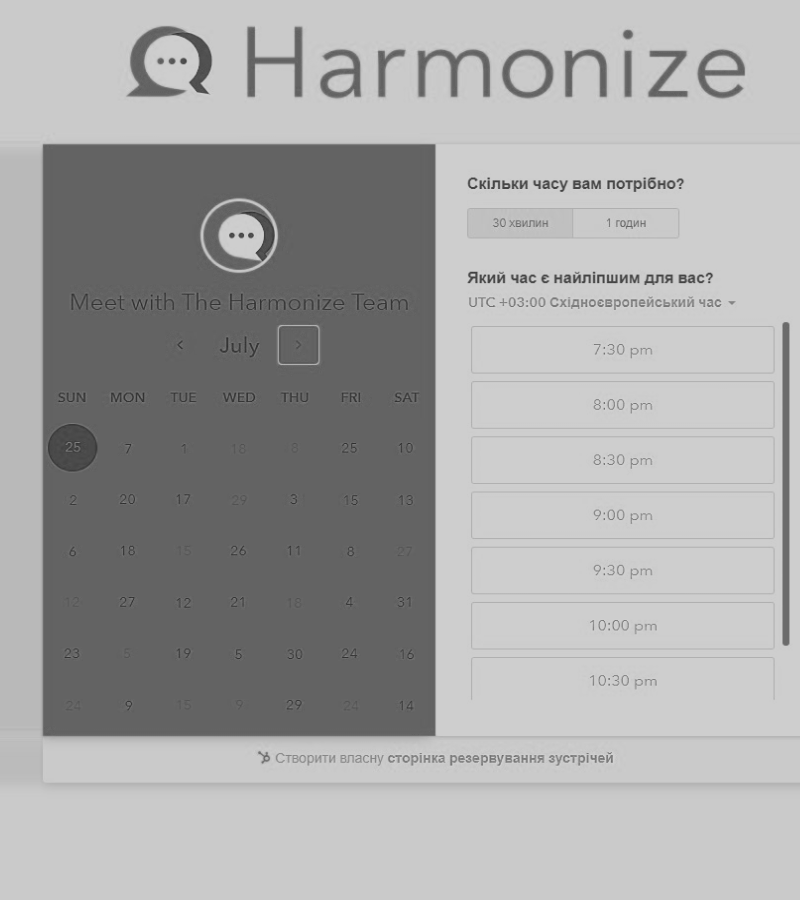 Harmonize
Meet with The Harmonize Team
July
SUN MON TUE WED THU FRI SAT
25 7 1 18 8 25 10
2 20 17 29 3 15 13
6 18 15 26 11 8 27
12 27 12 21 18 4 31
23 5 19 5 30 24 16
24 9 15 9 29 24 14
Скільки часу вам потрібно?
30 хвилин 1 годин
Який час є найліпшим для вас?
UTC +03:00 Східноєвропейський час
7:30 pm
8:00 pm
8:30 pm
9:00 pm
9:30 pm
10:00 pm
10:30 pm
Створити власну сторінка резервування зустрічей